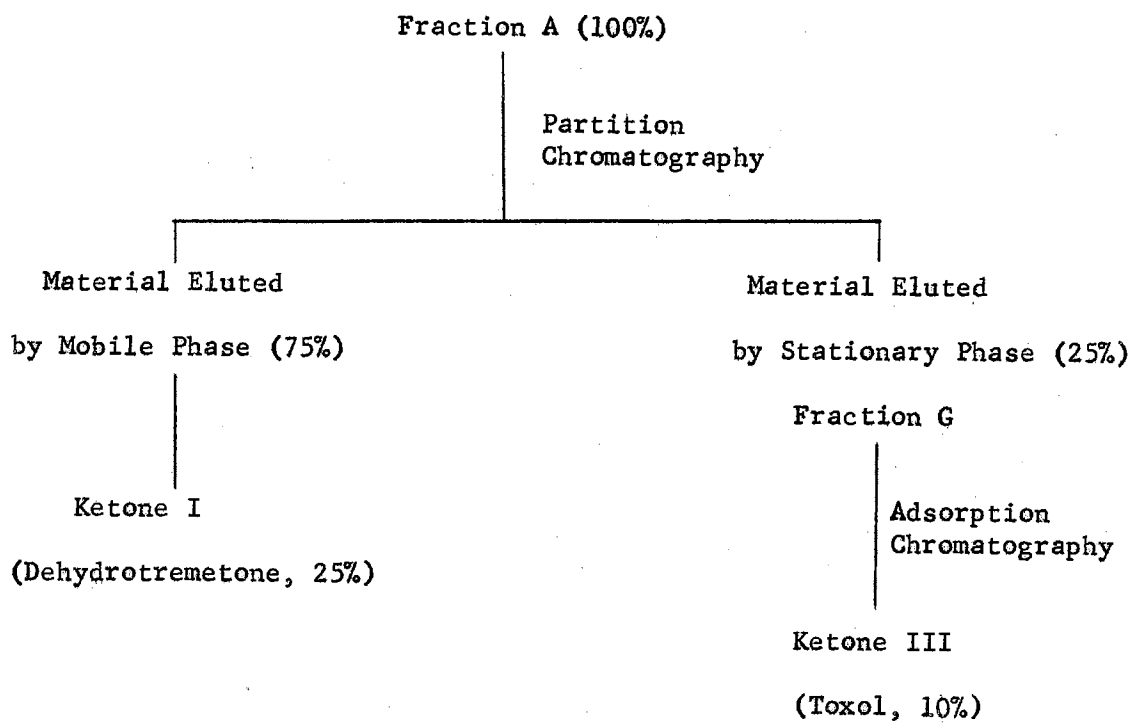 Fraction A (100%)
Partition
Chromatography
Material Eluted
by Mobile Phase (75%)
Ketone I
(Dehydrotremetone, 25%)
Material Eluted
by Stationary Phase (25%)
Fraction G
Adsorption
Chromatography
Ketone III
(Toxol, 10%)